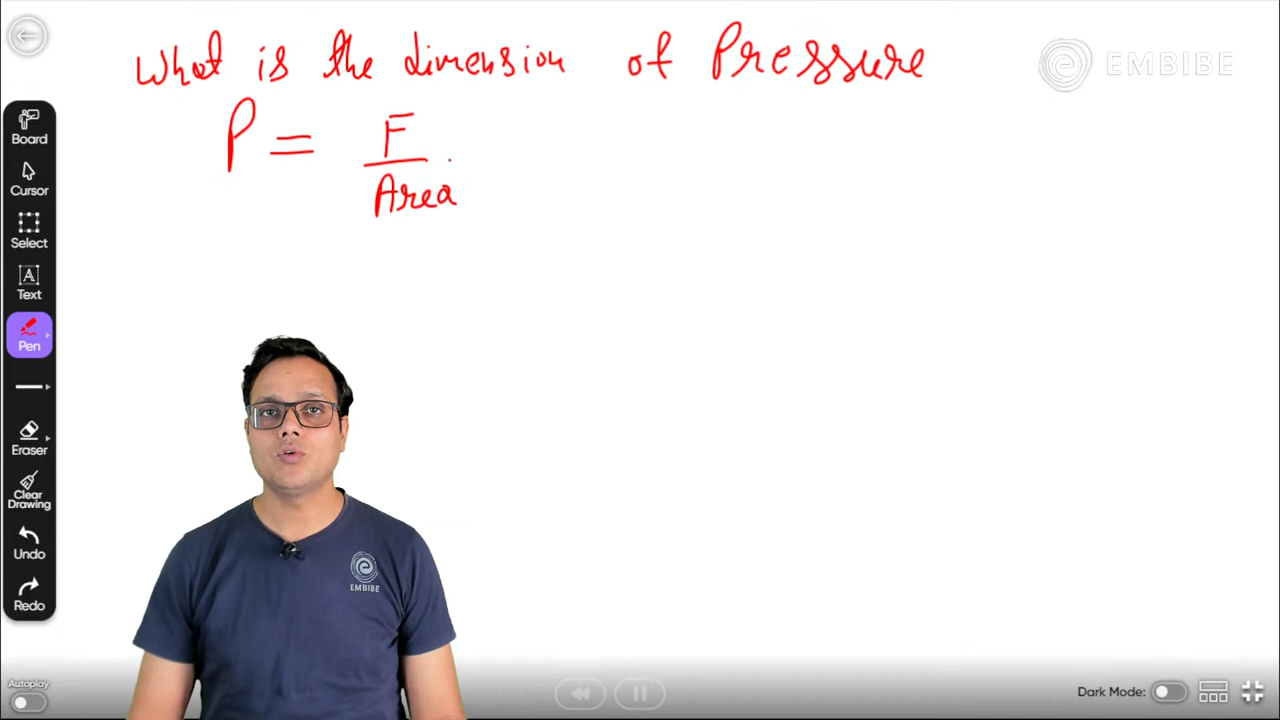 What is the dimension of Pressure
EMBIBE
P = F / Area
Board
Cursor
Select
A
Text
Pen
Eraser
Clear
Drawing
Undo
Redo
EMBIBE
Autoplay
Dark Mode: